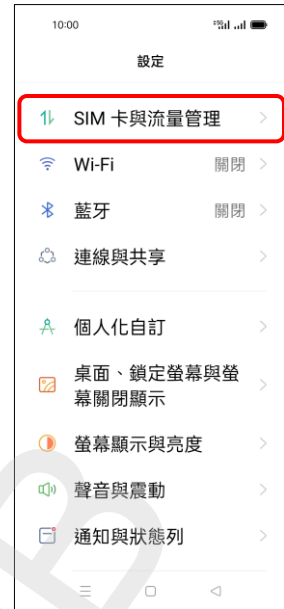 10:00
設定
SIM 卡與流量管理
Wi-Fi 關閉
藍牙 關閉
連線與共享
個人化自訂
桌面、鎖定螢幕與螢
幕關閉顯示
螢幕顯示與亮度
聲音與震動
通知與狀態列